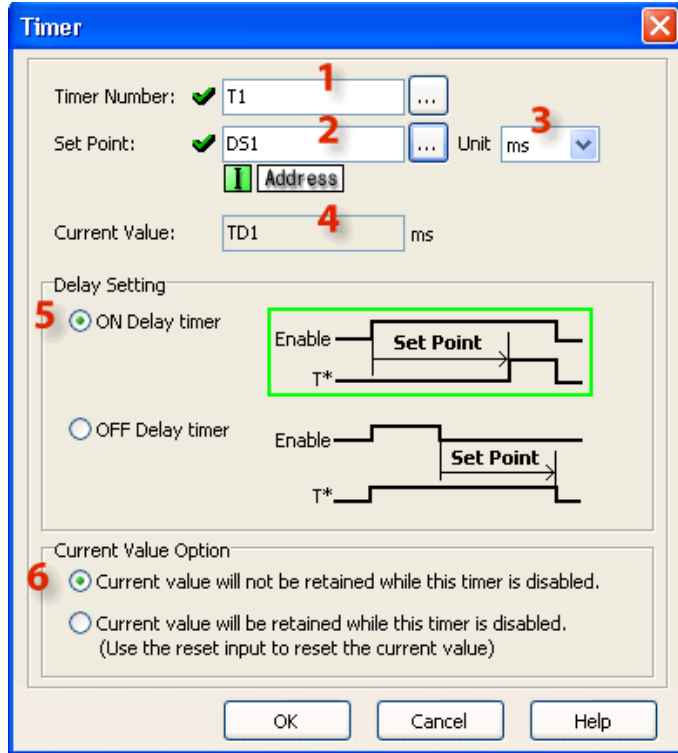 Timer
1
Timer Number: T1 ...
2 3
Set Point: DS1 ... Unit ms
I Address
4
Current Value: TD1 ms
Delay Setting
5 ON Delay timer
Enable Set Point
T*
OFF Delay timer
Enable
Set Point
T*
Current Value Option
6 Current value will not be retained while this timer is disabled.
Current value will be retained while this timer is disabled.
(Use the reset input to reset the current value)
OK Cancel Help